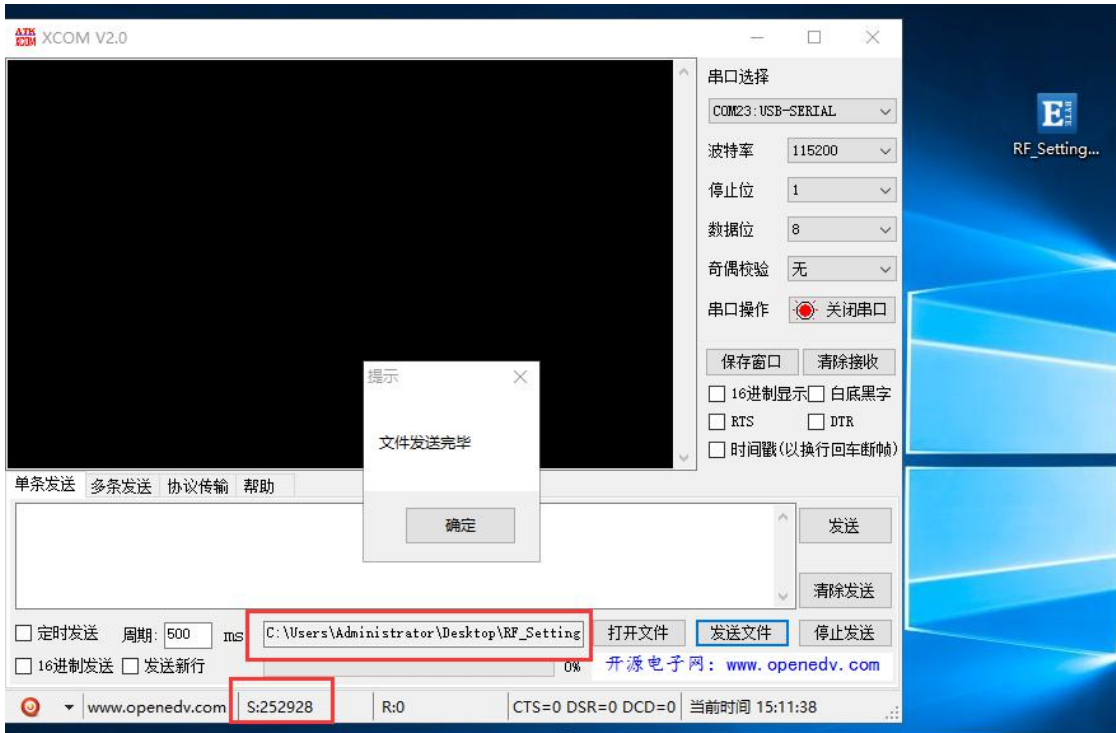 ATK
XCOM
XCOM V2.0
串口选择
COM23:USB-SERIAL
波特率 115200
停止位 1
数据位 8
奇偶校验 无
串口操作 关闭串口
保存窗口 清除接收
16进制显示 白底黑字
RTS DTR
时间戳(以换行回车断帧)
E BYTE
RF_Setting...
提示
文件发送完毕
确定
单条发送 多条发送 协议传输 帮助
发送
清除发送
定时发送 周期: 500 ms C:\Users\Administrator\Desktop\RF_Setting 打开文件 发送文件 停止发送
16进制发送 发送新行 0% 开源电子网: www.openedv.com
www.openedv.com S:252928 R:0 CTS=0 DSR=0 DCD=0 当前时间 15:11:38